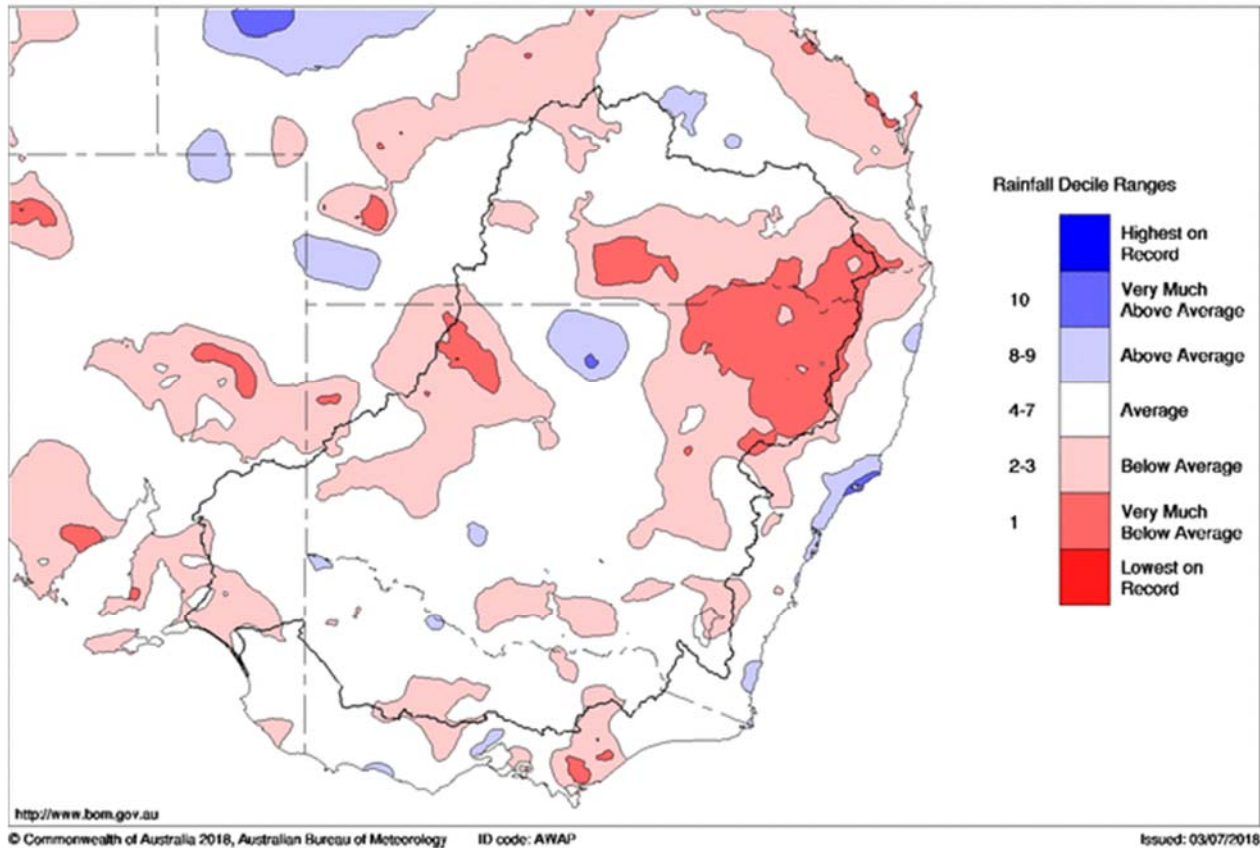 Rainfall Decile Ranges
Highest on
Record
10
Very Much
Above Average
8-9
Above Average
4-7
Average
2-3
Below Average
1
Very Much
Below Average
Lowest on
Record
http://www.bom.gov.au
© Commonwealth of Australia 2018, Australian Bureau of Meteorology ID code: AWAP Issued: 03/07/2018